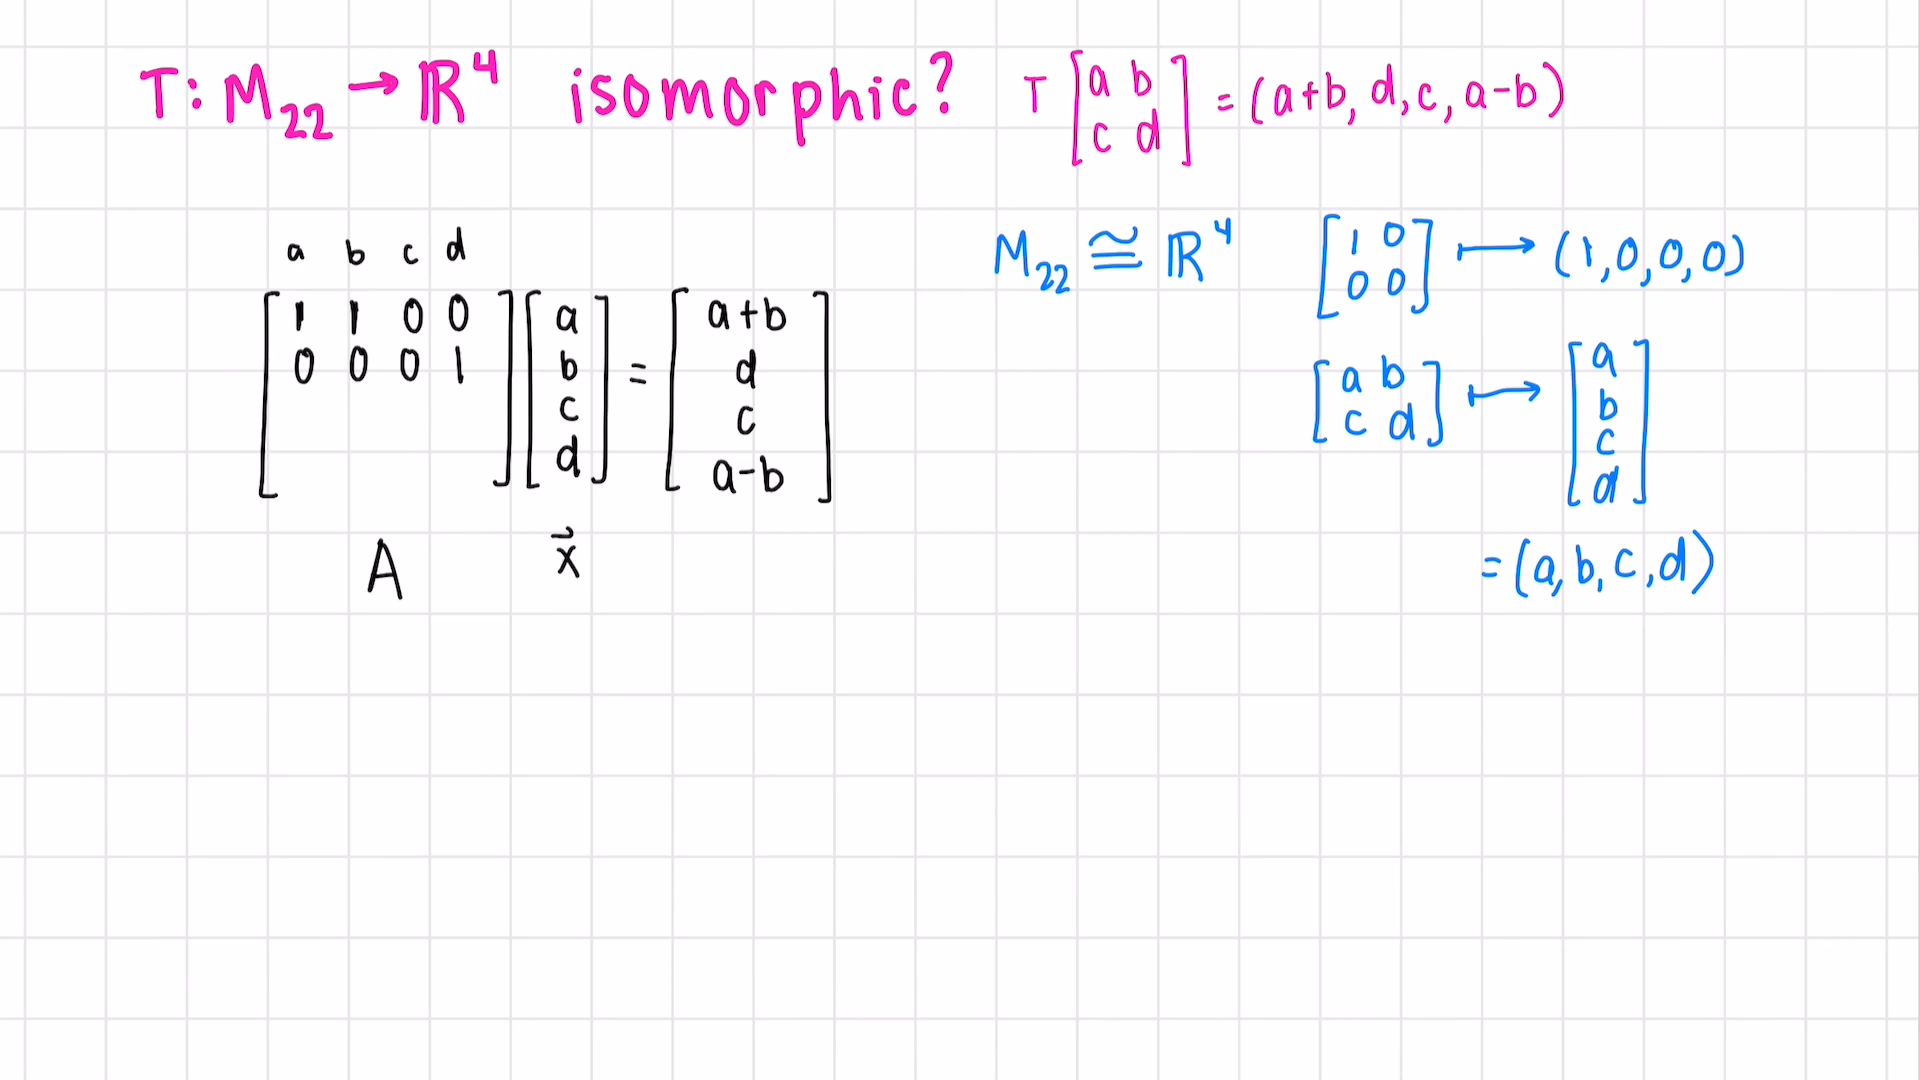 T: M₂₂ → ℝ⁴ isomorphic? T [a b; c d] = (a+b, d, c, a-b)
M₂₂ ≅ ℝ⁴ [1 0; 0 0] ↦ (1,0,0,0)
a b c d
[1 1 0 0; 0 0 0 1] [a; b; c; d] = [a+b; d; c; a-b]
[a b; c d] ↦ [a; b; c; d]
= (a, b, c, d)
A x⃗